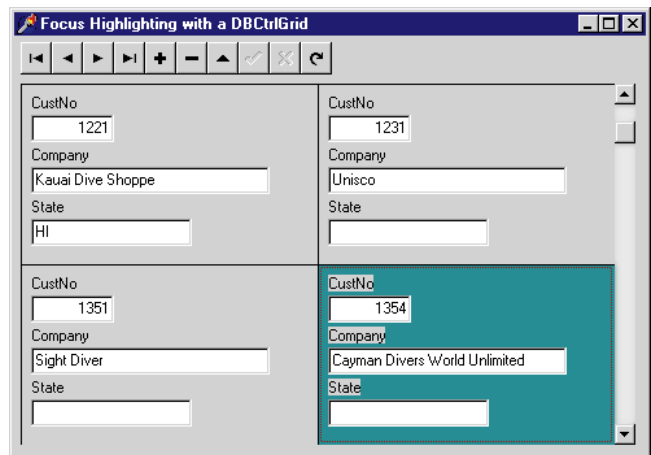 Focus Highlighting with a DBCtrlGrid
CustNo
1221
Company
Kauai Dive Shoppe
State
HI
CustNo
1231
Company
Unisco
State
CustNo
1351
Company
Sight Diver
State
CustNo
1354
Company
Cayman Divers World Unlimited
State